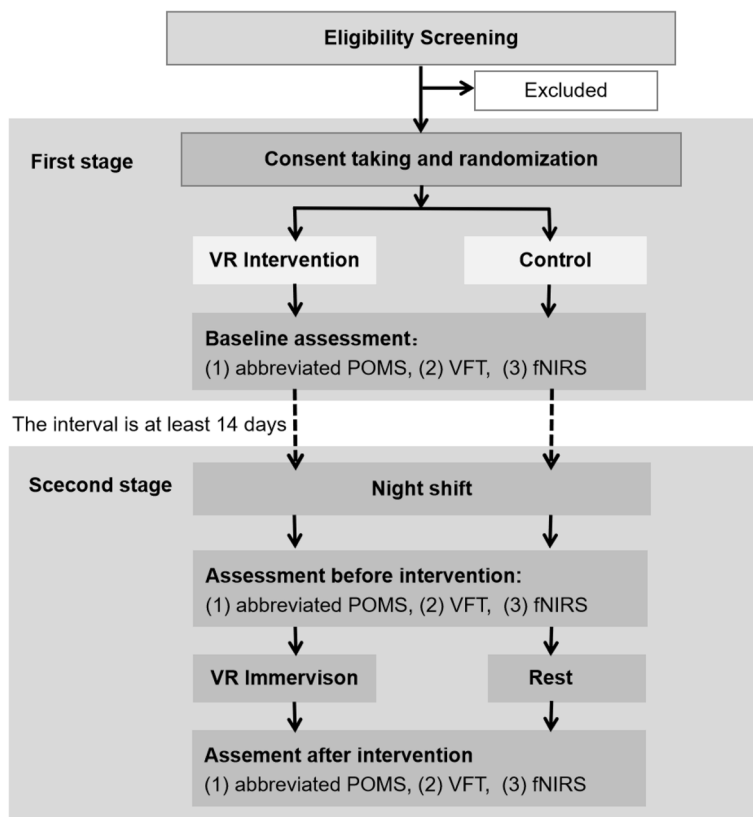 Eligibility Screening
Excluded
First stage
Consent taking and randomization
VR Intervention
Control
Baseline assessment：
(1) abbreviated POMS, (2) VFT, (3) fNIRS
The interval is at least 14 days
Scecond stage
Night shift
Assessment before intervention:
(1) abbreviated POMS, (2) VFT, (3) fNIRS
VR Immervison
Rest
Assement after intervention
(1) abbreviated POMS, (2) VFT, (3) fNIRS